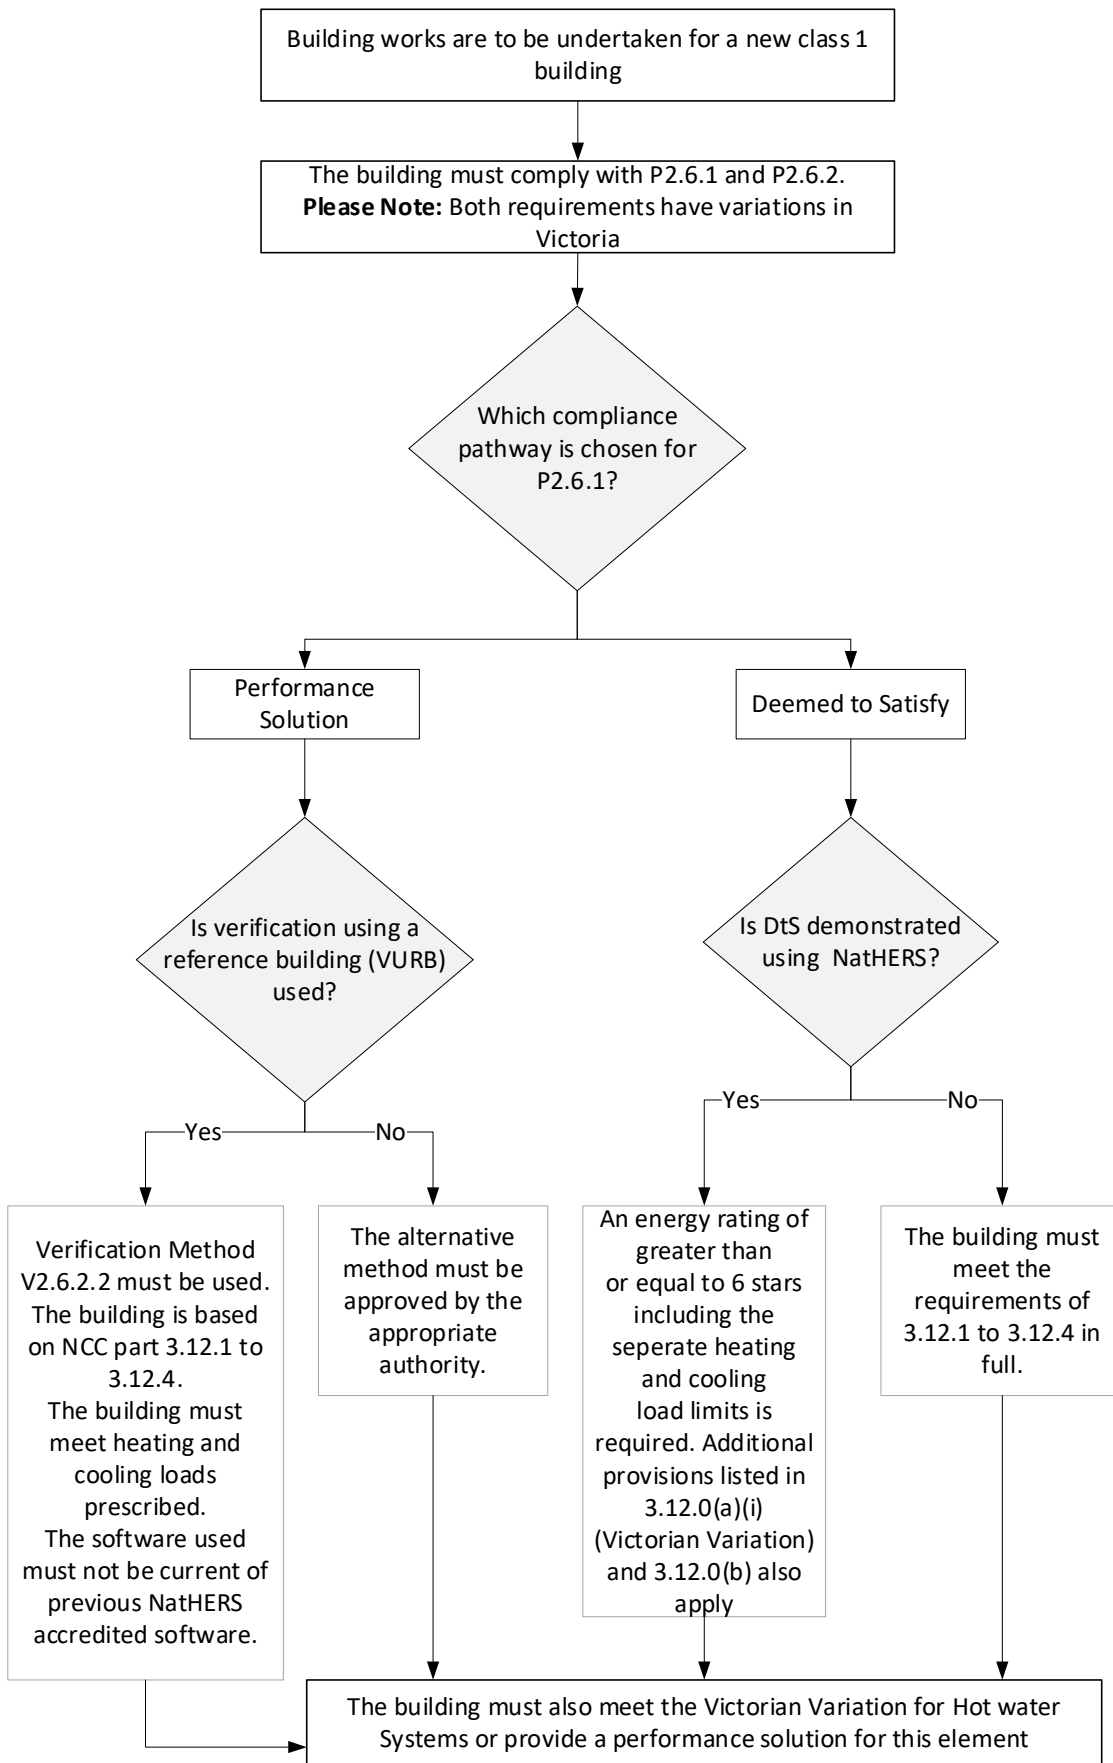 Building works are to be undertaken for a new class 1
building
The building must comply with P2.6.1 and P2.6.2.
Please Note: Both requirements have variations in
Victoria
Which compliance
pathway is chosen for
P2.6.1?
Performance
Solution
Deemed to Satisfy
Is verification using a
reference building (VURB)
used?
Is DtS demonstrated
using NatHERS?
Yes
No
Yes
No
Verification Method
V2.6.2.2 must be used.
The building is based
on NCC part 3.12.1 to
3.12.4.
The building must
meet heating and
cooling loads
prescribed.
The software used
must not be current of
previous NatHERS
accredited software.
The alternative
method must be
approved by the
appropriate
authority.
An energy rating of
greater than
or equal to 6 stars
including the
seperate heating
and cooling
load limits is
required. Additional
provisions listed in
3.12.0(a)(i)
(Victorian Variation)
and 3.12.0(b) also
apply
The building must
meet the
requirements of
3.12.1 to 3.12.4 in
full.
The building must also meet the Victorian Variation for Hot water
Systems or provide a performance solution for this element